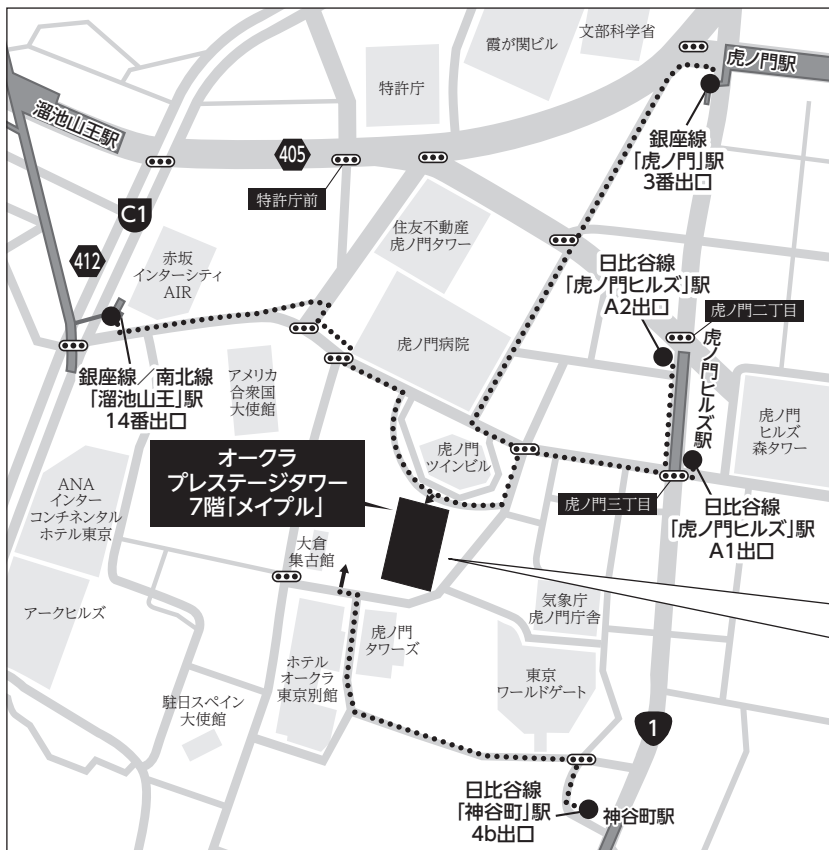 文部科学省
霞が関ビル
虎ノ門駅
特許庁
溜池山王駅
銀座線
「虎ノ門」駅
3番出口
405
特許庁前
C1
住友不動産
虎ノ門タワー
412
赤坂
インターシティ
AIR
日比谷線
「虎ノ門ヒルズ」駅
A2出口
虎ノ門二丁目
虎ノ門病院
虎ノ門ヒルズ駅
銀座線／南北線
「溜池山王」駅
14番出口
アメリカ
合衆国
大使館
虎ノ門
ヒルズ
森タワー
虎ノ門
ツインビル
オークラ
プレステージタワー
7階「メイプル」
ANA
インター
コンチネンタル
ホテル東京
虎ノ門三丁目
日比谷線
「虎ノ門ヒルズ」駅
A1出口
大倉
集古館
アークヒルズ
気象庁
虎ノ門庁舎
虎ノ門
タワーズ
ホテル
オークラ
東京別館
東京
ワールドゲート
駐日スペイン
大使館
1
日比谷線
「神谷町」駅
4b出口
神谷町駅